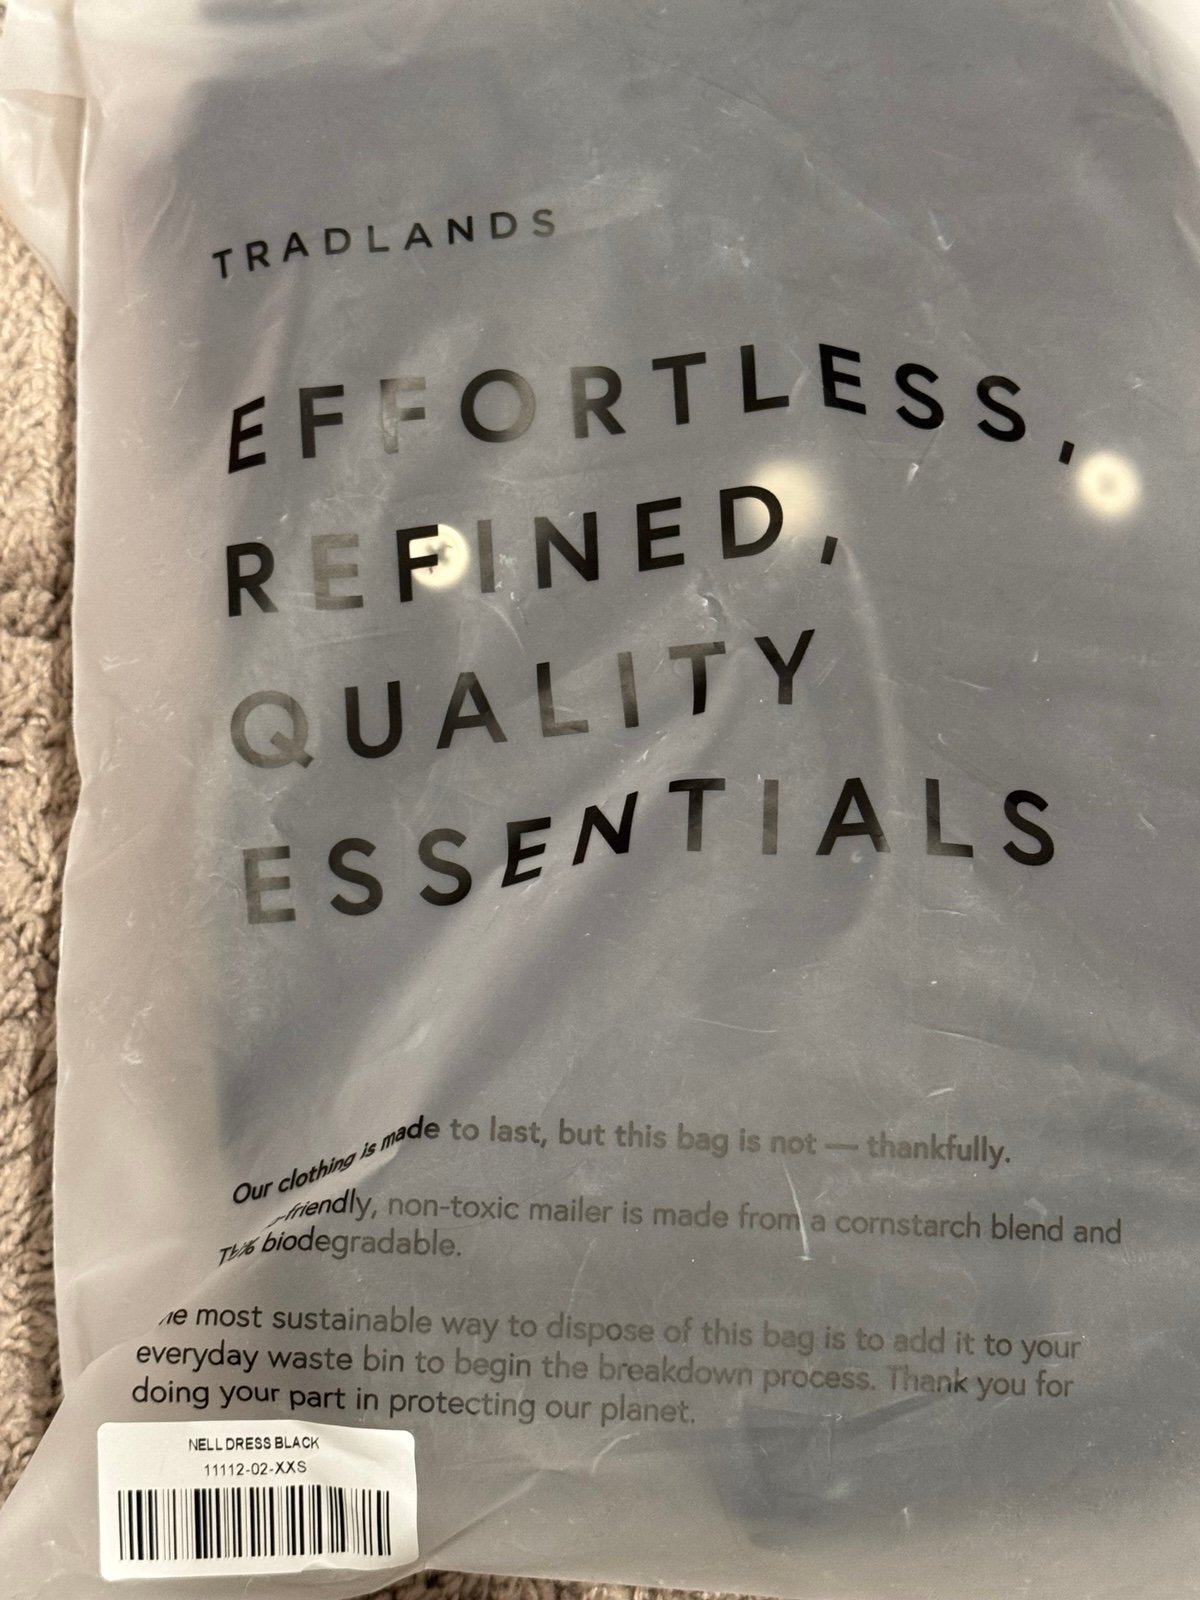 TRADLANDS
EFFORTLESS,
REFINED,
QUALITY
ESSENTIALS
Our clothing is made to last, but this bag is not — thankfully.
-friendly, non-toxic mailer is made from a cornstarch blend and
biodegradable.
most sustainable way to dispose of this bag is to add it to your
everyday waste bin to begin the breakdown process. Thank you for
doing your part in protecting our planet.
NELL DRESS BLACK
11112-02-XXS